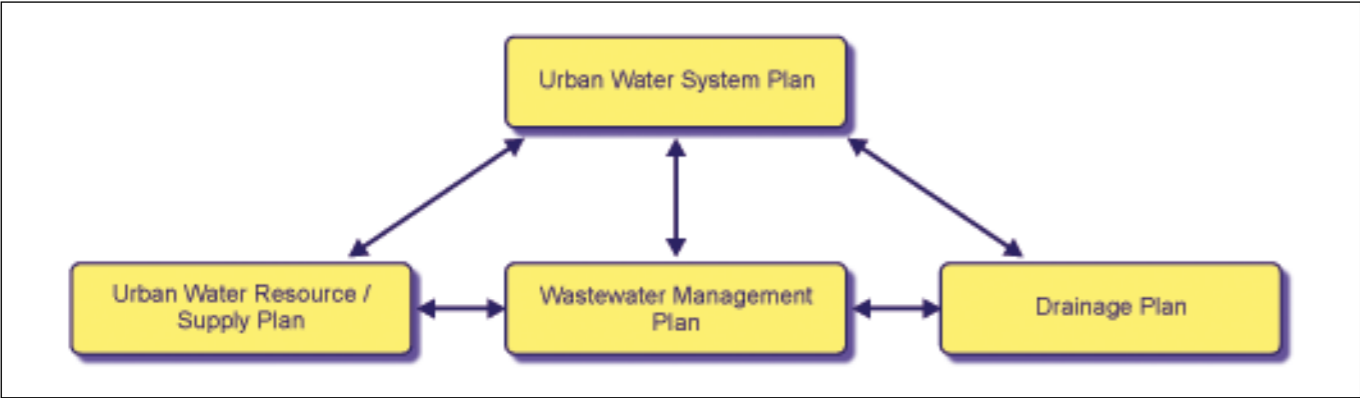 Urban Water System Plan
Urban Water Resource /
Supply Plan
Wastewater Management
Plan
Drainage Plan